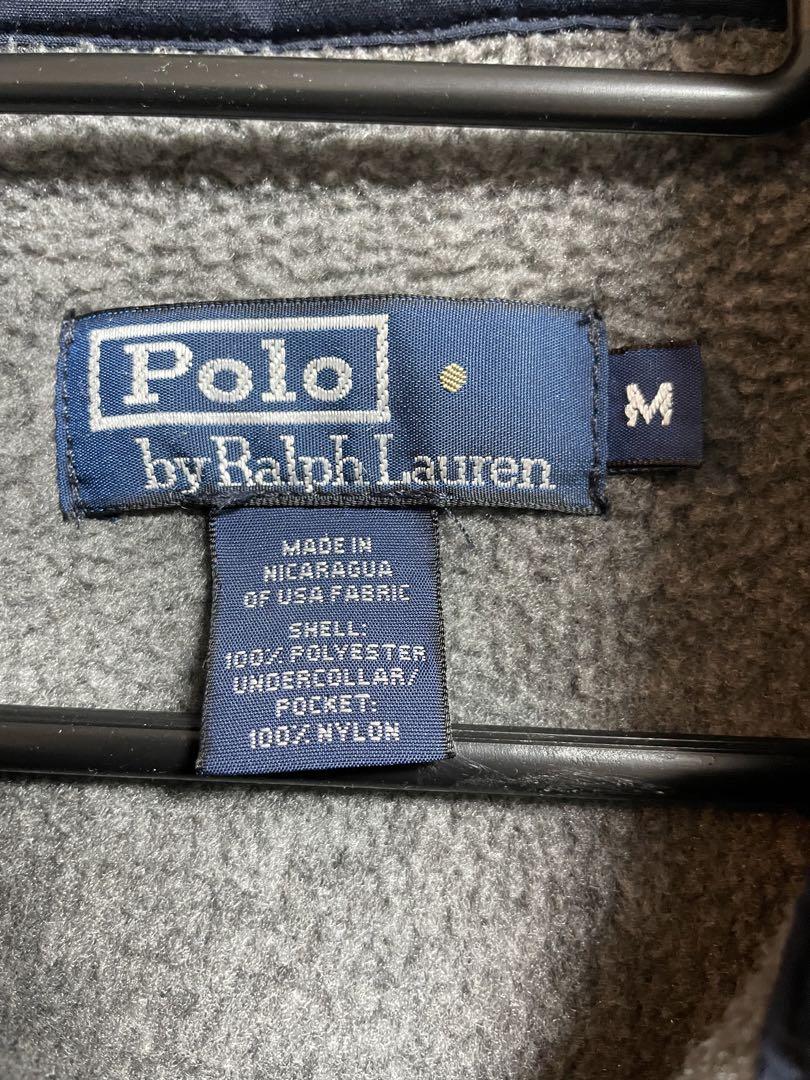 Polo
by Ralph Lauren
M
MADE IN
NICARAGUA
OF USA FABRIC
SHELL:
100% POLYESTER
UNDERCOLLAR/
POCKET:
100% NYLON